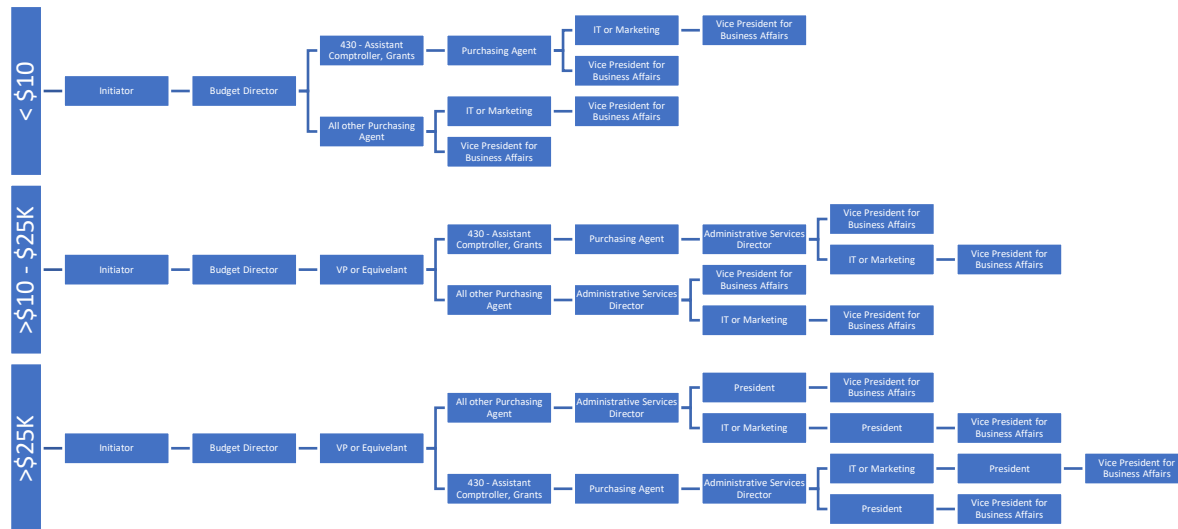 < $10
Initiator
Budget Director
430 - Assistant
Comptroller, Grants
Purchasing Agent
IT or Marketing
Vice President for
Business Affairs
Vice President for
Business Affairs
All other Purchasing
Agent
IT or Marketing
Vice President for
Business Affairs
Vice President for
Business Affairs
>$10 - $25K
Initiator
Budget Director
VP or Equivelant
430 - Assistant
Comptroller, Grants
Purchasing Agent
Administrative Services
Director
Vice President for
Business Affairs
IT or Marketing
Vice President for
Business Affairs
All other Purchasing
Agent
Administrative Services
Director
Vice President for
Business Affairs
IT or Marketing
Vice President for
Business Affairs
>$25K
Initiator
Budget Director
VP or Equivelant
All other Purchasing
Agent
Administrative Services
Director
President
Vice President for
Business Affairs
IT or Marketing
President
Vice President for
Business Affairs
430 - Assistant
Comptroller, Grants
Purchasing Agent
Administrative Services
Director
IT or Marketing
President
Vice President for
Business Affairs
President
Vice President for
Business Affairs